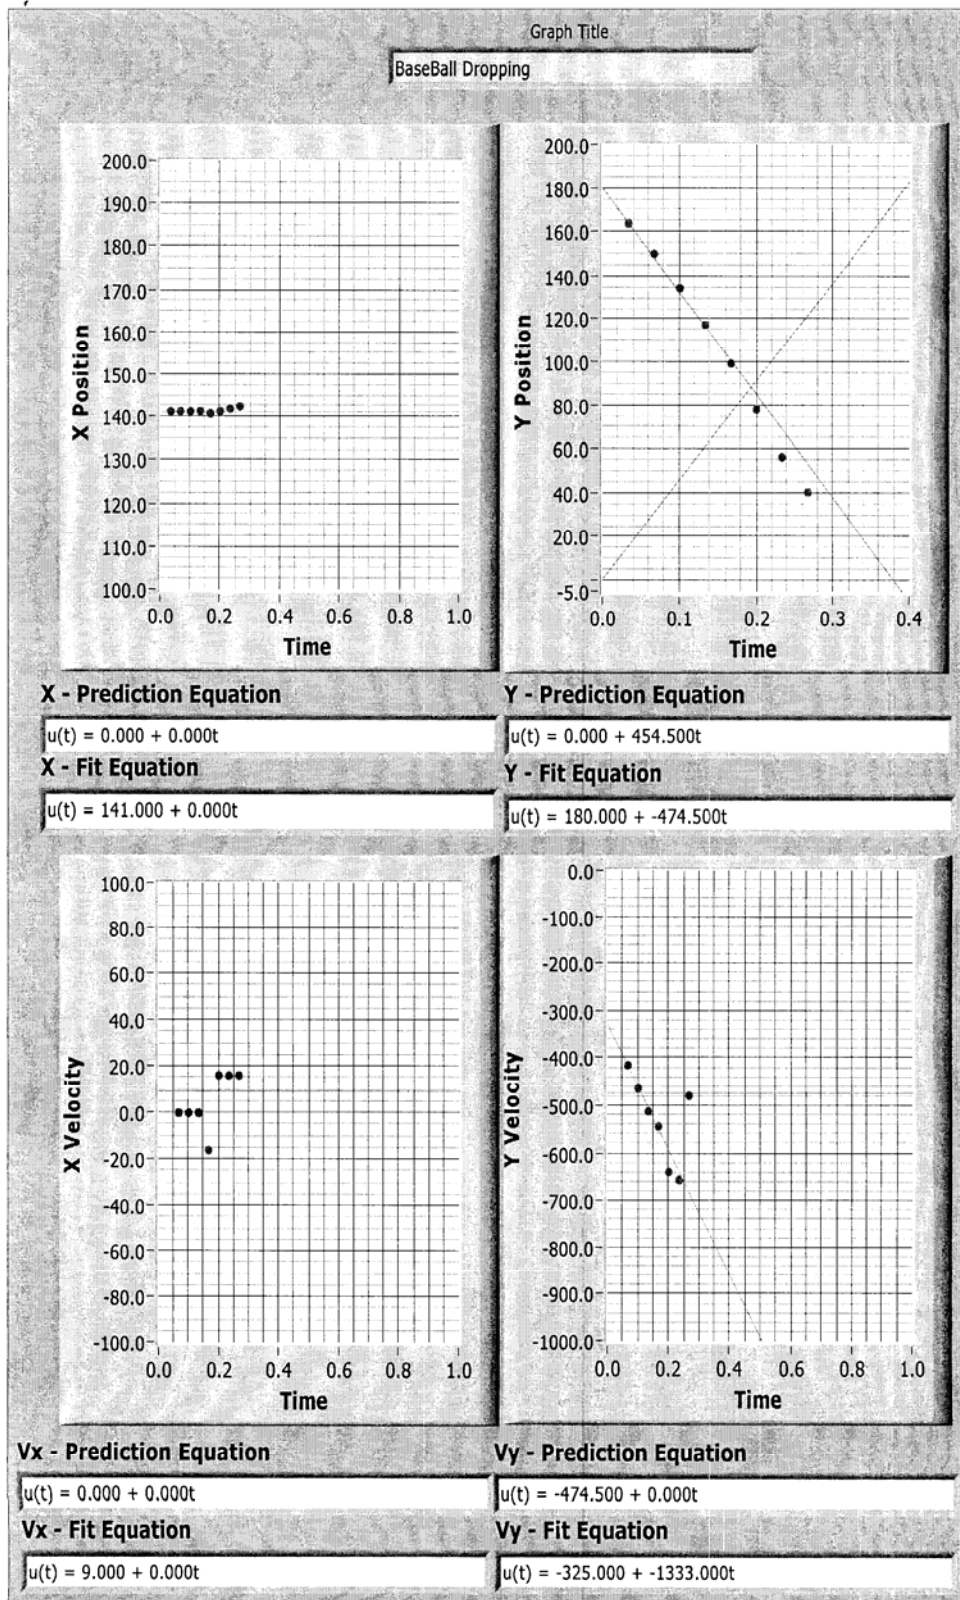 Graph Title
BaseBall Dropping
X Position
200.0
190.0
180.0
170.0
160.0
150.0
140.0
130.0
120.0
110.0
100.0
0.0 0.2 0.4 0.6 0.8 1.0
Time
Y Position
200.0
180.0
160.0
140.0
120.0
100.0
80.0
60.0
40.0
20.0
-5.0
0.0 0.1 0.2 0.3 0.4
Time
X - Prediction Equation
u(t) = 0.000 + 0.000t
X - Fit Equation
u(t) = 141.000 + 0.000t
Y - Prediction Equation
u(t) = 0.000 + 454.500t
Y - Fit Equation
u(t) = 180.000 + -474.500t
X Velocity
100.0
80.0
60.0
40.0
20.0
0.0
-20.0
-40.0
-60.0
-80.0
-100.0
0.0 0.2 0.4 0.6 0.8 1.0
Time
Y Velocity
0.0
-100.0
-200.0
-300.0
-400.0
-500.0
-600.0
-700.0
-800.0
-900.0
-1000.0
0.0 0.2 0.4 0.6 0.8 1.0
Time
Vx - Prediction Equation
u(t) = 0.000 + 0.000t
Vx - Fit Equation
u(t) = 9.000 + 0.000t
Vy - Prediction Equation
u(t) = -474.500 + 0.000t
Vy - Fit Equation
u(t) = -325.000 + -1333.000t